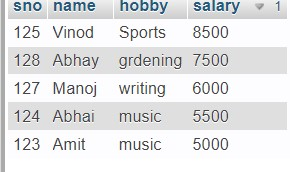 sno name hobby salary 1
125 Vinod Sports 8500
128 Abhay grdening 7500
127 Manoj writing 6000
124 Abhai music 5500
123 Amit music 5000